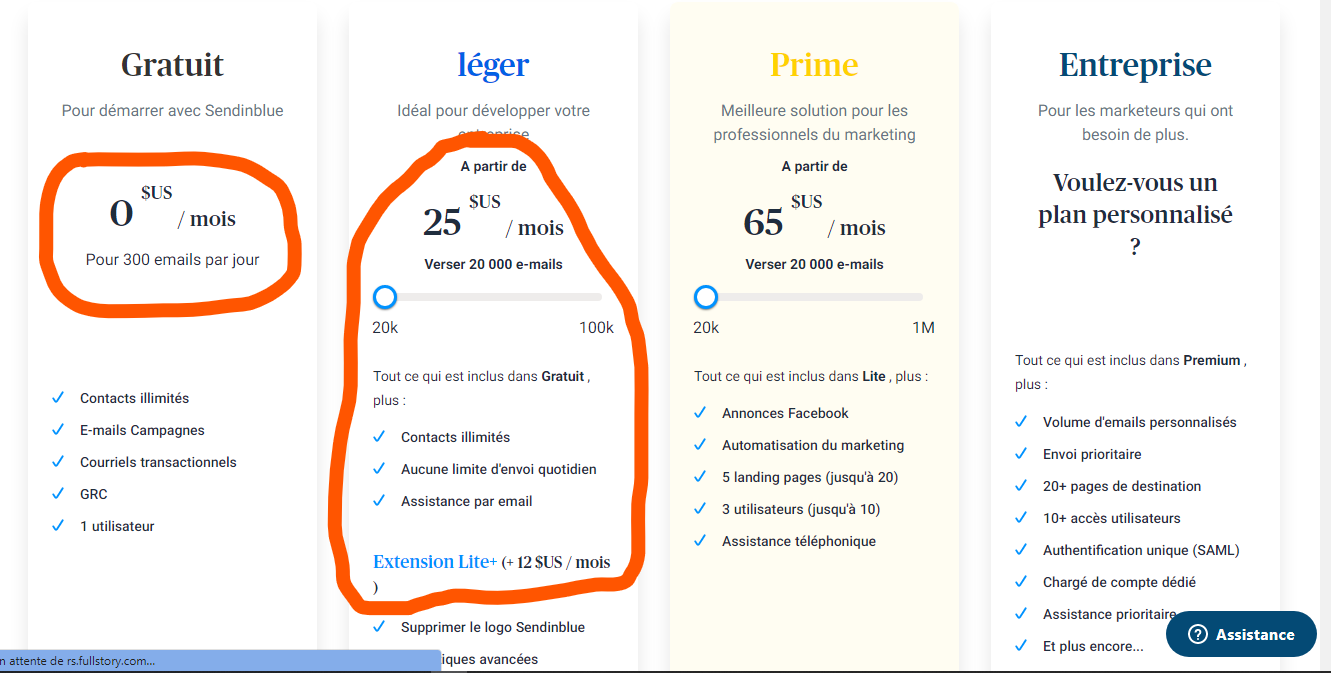 Gratuit
Pour démarrer avec Sendinblue
0 $US / mois
Pour 300 emails par jour
Contacts illimités
E-mails Campagnes
Courriels transactionnels
GRC
1 utilisateur
léger
Idéal pour développer votre
entreprise
A partir de
25 $US / mois
Verser 20 000 e-mails
20k 100k
Tout ce qui est inclus dans Gratuit ,
plus :
Contacts illimités
Aucune limite d'envoi quotidien
Assistance par email
Extension Lite+ (+ 12 $US / mois
)
Supprimer le logo Sendinblue
iques avancées
Prime
Meilleure solution pour les
professionnels du marketing
A partir de
65 $US / mois
Verser 20 000 e-mails
20k 1M
Tout ce qui est inclus dans Lite , plus :
Annonces Facebook
Automatisation du marketing
5 landing pages (jusqu'à 20)
3 utilisateurs (jusqu'à 10)
Assistance téléphonique
Entreprise
Pour les marketeurs qui ont
besoin de plus.
Voulez-vous un
plan personnalisé
?
Tout ce qui est inclus dans Premium ,
plus :
Volume d'emails personnalisés
Envoi prioritaire
20+ pages de destination
10+ accès utilisateurs
Authentification unique (SAML)
Chargé de compte dédié
Assistance prioritaire
Et plus encore...
? Assistance
n attente de rs.fullstory.com...